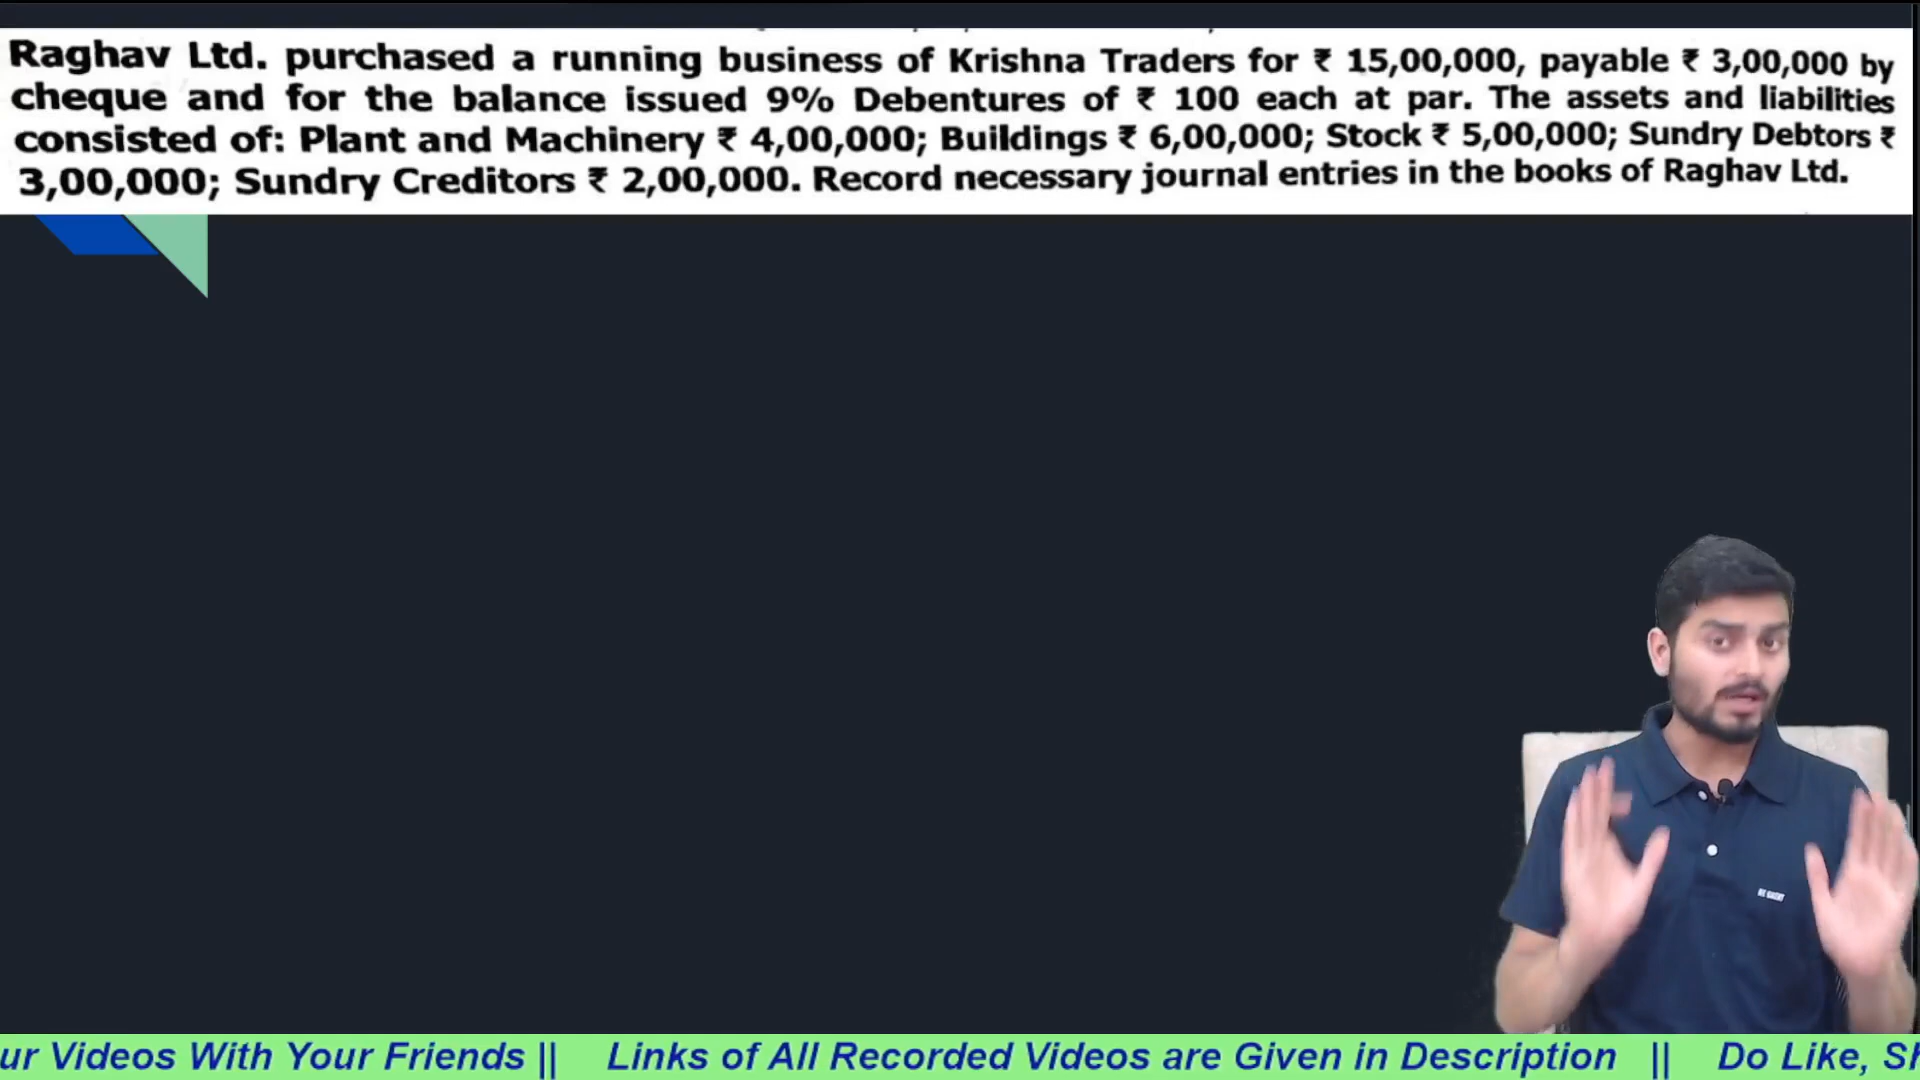 Raghav Ltd. purchased a running business of Krishna Traders for ₹ 15,00,000, payable ₹ 3,00,000 by
cheque and for the balance issued 9% Debentures of ₹ 100 each at par. The assets and liabilities
consisted of: Plant and Machinery ₹ 4,00,000; Buildings ₹ 6,00,000; Stock ₹ 5,00,000; Sundry Debtors ₹
3,00,000; Sundry Creditors ₹ 2,00,000. Record necessary journal entries in the books of Raghav Ltd.
ur Videos With Your Friends || Links of All Recorded Videos are Given in Description || Do Like, Sh